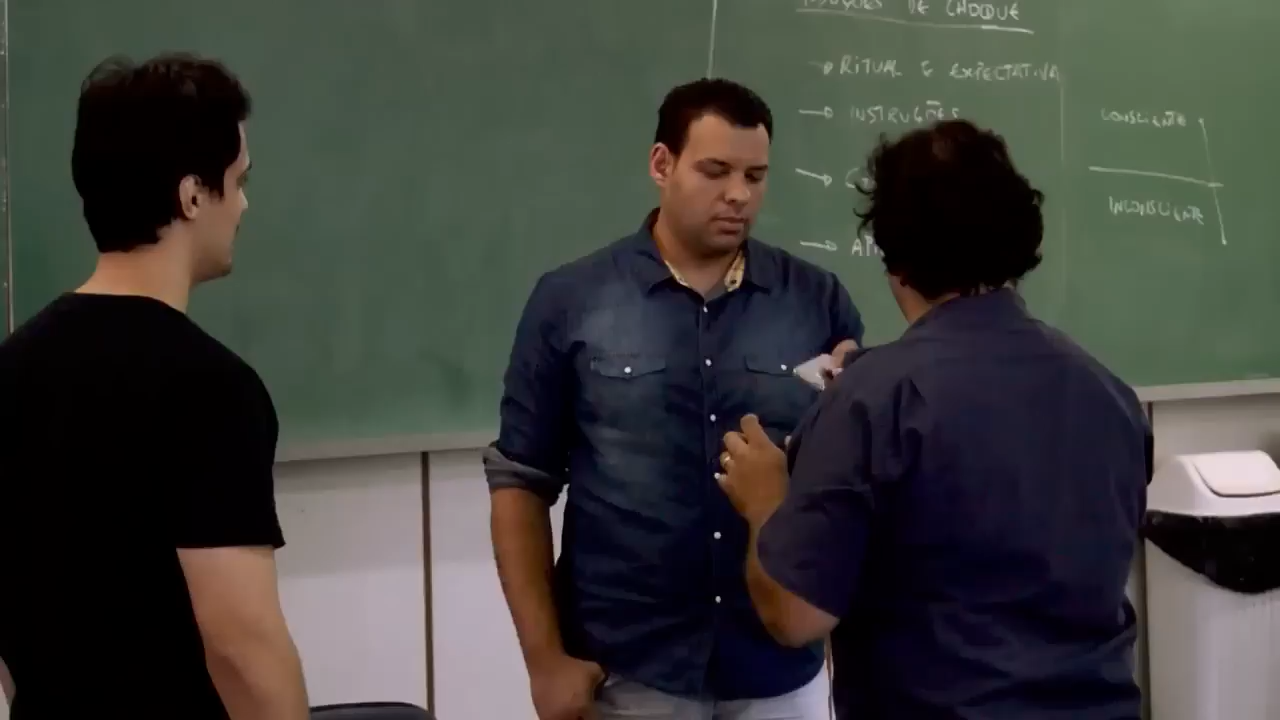 DE CHOQUE
RITUAL E EXPECTATIVA
INSTRUÇÕES
CONSCIENTE
INCONSCIENTE